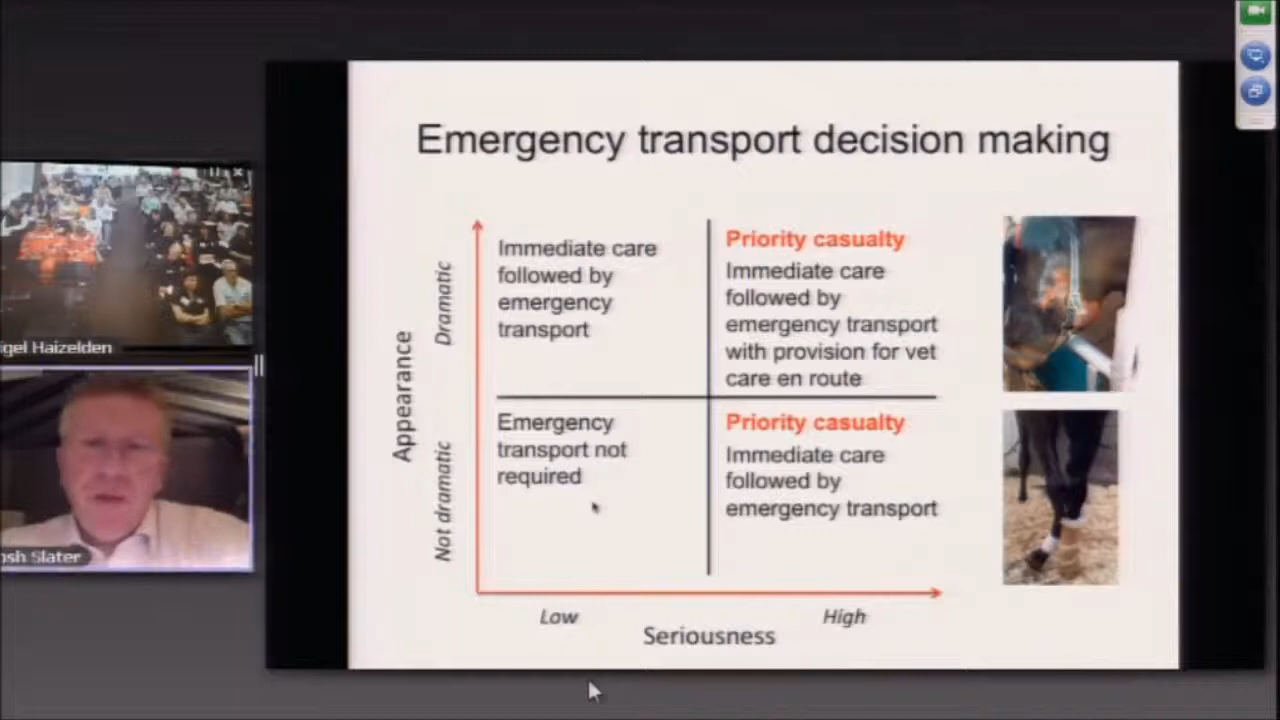 Emergency transport decision making
igel Haizelden
osh Slater
Appearance
Dramatic
Not dramatic
Immediate care
followed by
emergency
transport
Priority casualty
Immediate care
followed by
emergency transport
with provision for vet
care en route
Emergency
transport not
required
Priority casualty
Immediate care
followed by
emergency transport
Low
High
Seriousness